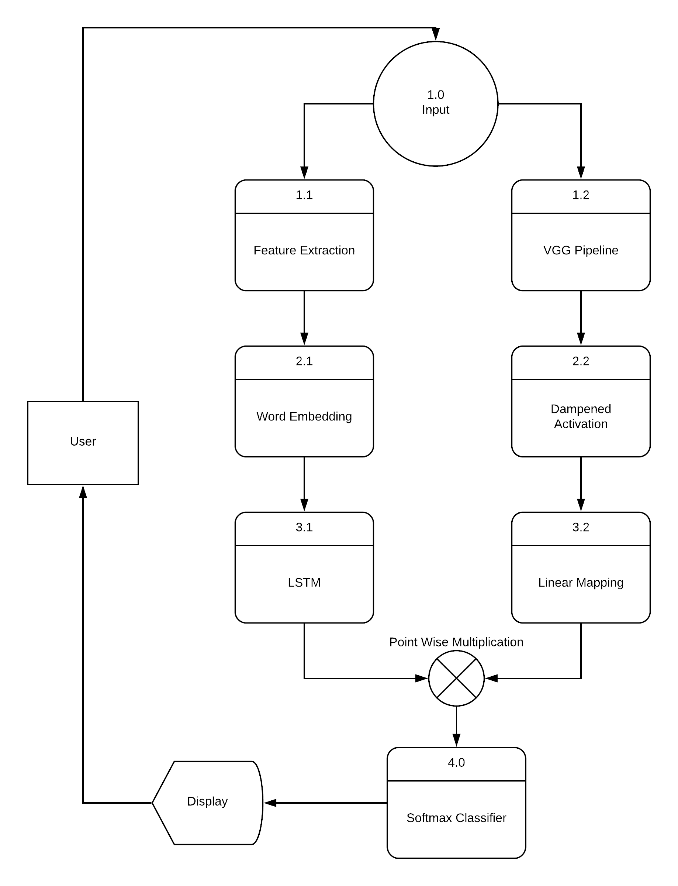 1.0
Input
1.1
Feature Extraction
1.2
VGG Pipeline
2.1
Word Embedding
2.2
Dampened
Activation
User
3.1
LSTM
3.2
Linear Mapping
Point Wise Multiplication
4.0
Softmax Classifier
Display